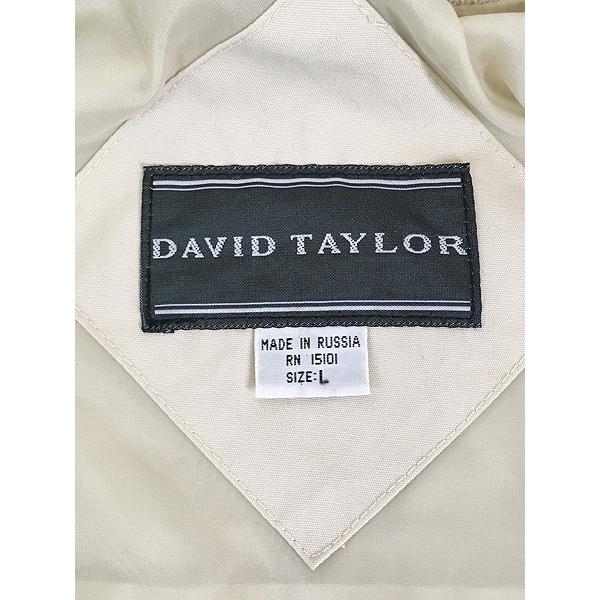 DAVID TAYLOR
MADE IN RUSSIA
RN 15101
SIZE: L